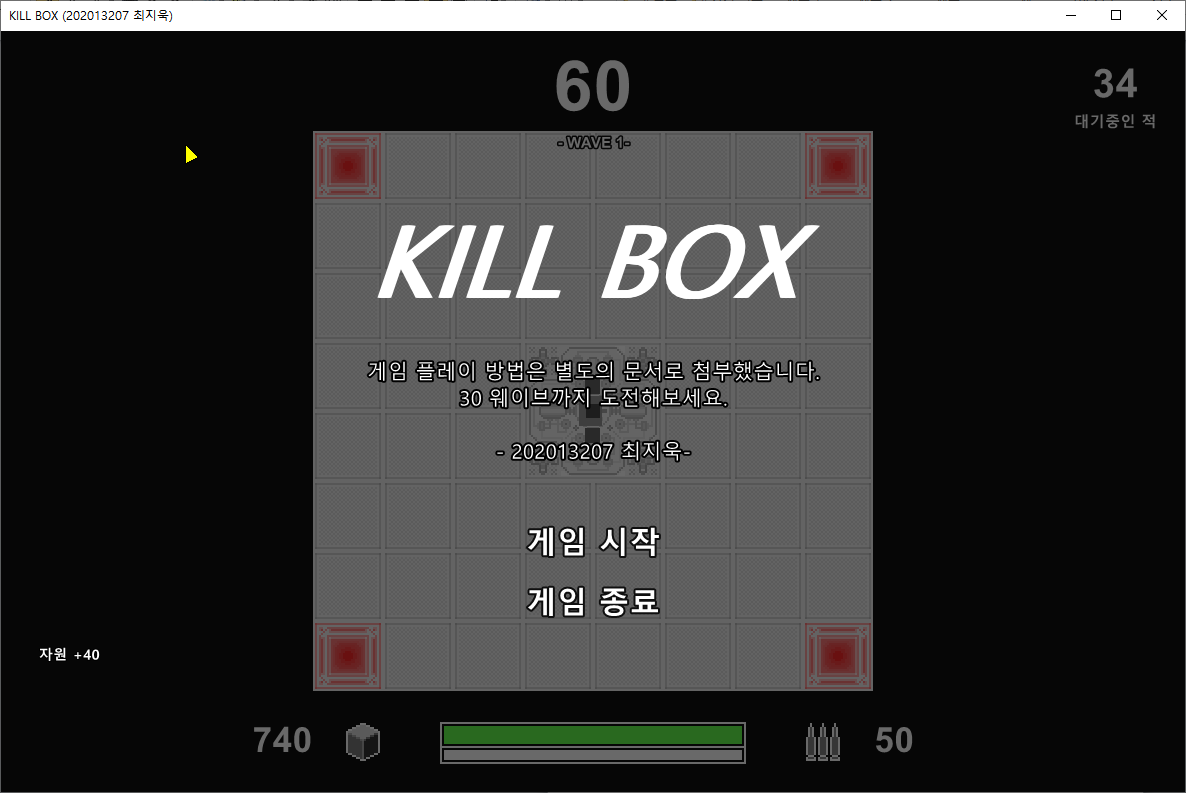 KILL BOX (202013207 최지욱)
60
34
대기중인 적
- WAVE 1-
KILL BOX
게임 플레이 방법은 별도의 문서로 첨부했습니다.
30 웨이브까지 도전해보세요.
- 202013207 최지욱-
게임 시작
게임 종료
자원 +40
740
50